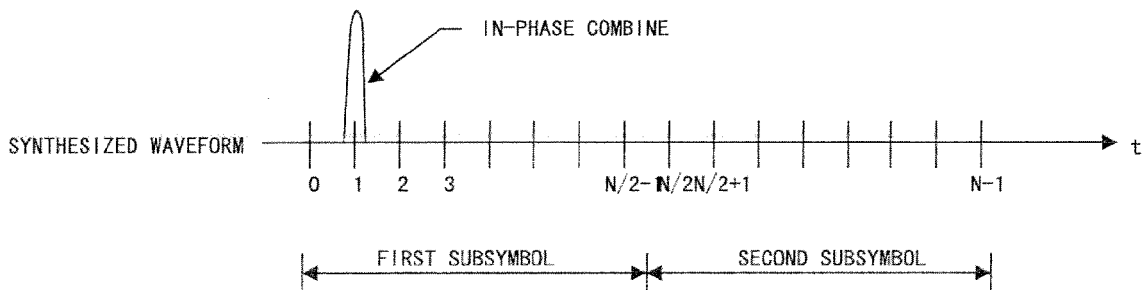 IN-PHASE COMBINE
SYNTHESIZED WAVEFORM
t
0 1 2 3 N/2-1 N/2 N/2+1 N-1
FIRST SUBSYMBOL SECOND SUBSYMBOL